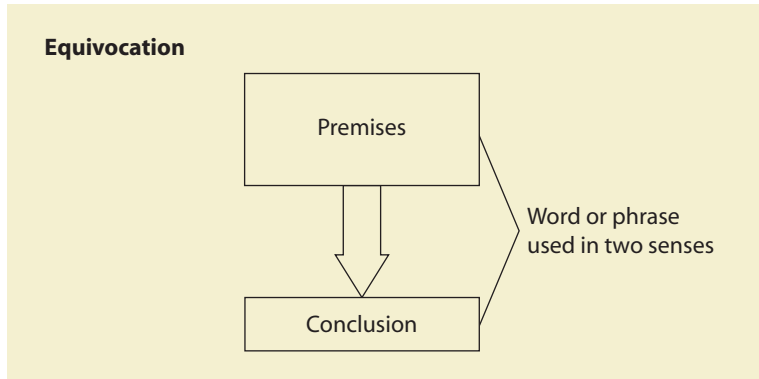 Equivocation
Premises
Word or phrase
used in two senses
Conclusion